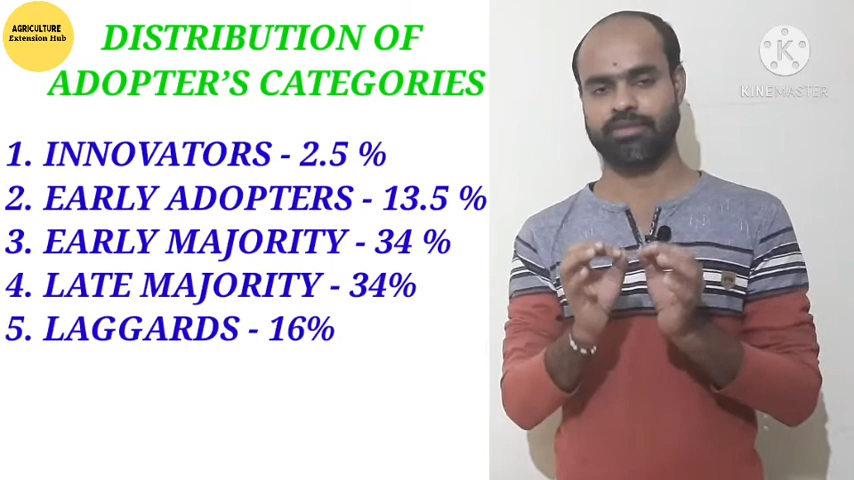 AGRICULTURE
Extension Hub
DISTRIBUTION OF
ADOPTER'S CATEGORIES
1. INNOVATORS - 2.5 %
2. EARLY ADOPTERS - 13.5 %
3. EARLY MAJORITY - 34 %
4. LATE MAJORITY - 34%
5. LAGGARDS - 16%
K
KINEMASTER